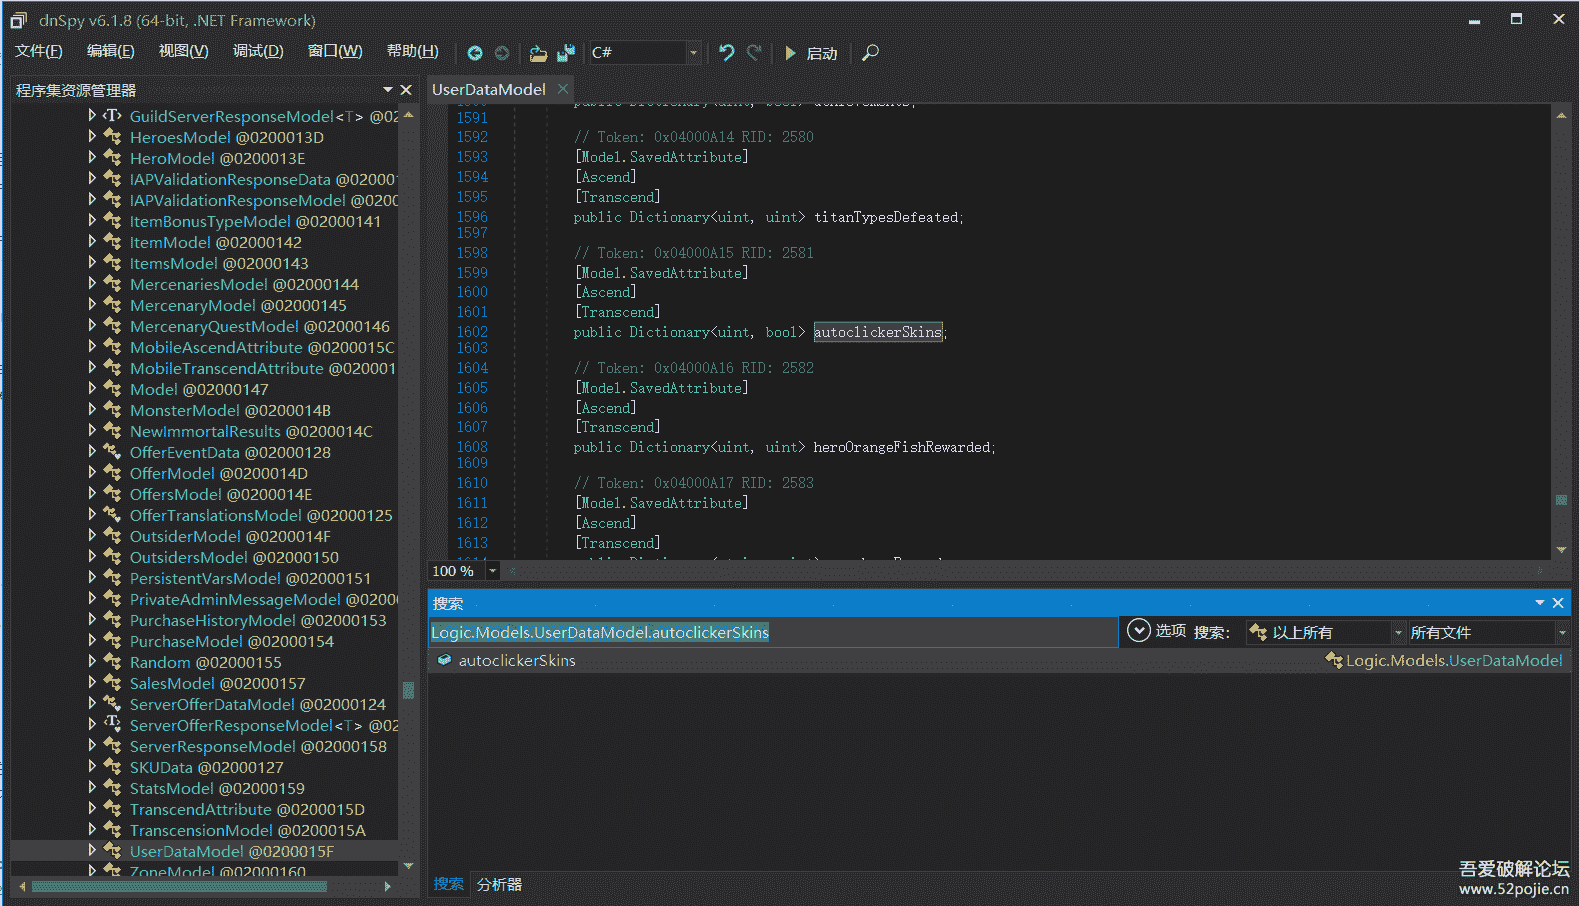 dnSpy v6.1.8 (64-bit, .NET Framework)
文件(F) 编辑(E) 视图(V) 调试(D) 窗口(W) 帮助(H) C# 启动
程序集资源管理器
GuildServerResponseModel<T> @02
HeroesModel @0200013D
HeroModel @0200013E
IAPValidationResponseData @02000
IAPValidationResponseModel @0200
ItemBonusTypeModel @02000141
ItemModel @02000142
ItemsModel @02000143
MercenariesModel @02000144
MercenaryModel @02000145
MercenaryQuestModel @02000146
MobileAscendAttribute @0200015C
MobileTranscendAttribute @020001
Model @02000147
MonsterModel @0200014B
NewImmortalResults @0200014C
OfferEventData @02000128
OfferModel @0200014D
OffersModel @0200014E
OfferTranslationsModel @02000125
OutsiderModel @0200014F
OutsidersModel @02000150
PersistentVarsModel @02000151
PrivateAdminMessageModel @0200
PurchaseHistoryModel @02000153
PurchaseModel @02000154
Random @02000155
SalesModel @02000157
ServerOfferDataModel @02000124
ServerOfferResponseModel<T> @02
ServerResponseModel @02000158
SKUData @02000127
StatsModel @02000159
TranscendAttribute @0200015D
TranscensionModel @0200015A
UserDataModel @0200015F
ZoneModel @02000160
UserDataModel
1591
1592 // Token: 0x04000A14 RID: 2580
1593 [Model.SavedAttribute]
1594 [Ascend]
1595 [Transcend]
1596 public Dictionary<uint, uint> titanTypesDefeated;
1597
1598 // Token: 0x04000A15 RID: 2581
1599 [Model.SavedAttribute]
1600 [Ascend]
1601 [Transcend]
1602 public Dictionary<uint, bool> autoclickerSkins;
1603
1604 // Token: 0x04000A16 RID: 2582
1605 [Model.SavedAttribute]
1606 [Ascend]
1607 [Transcend]
1608 public Dictionary<uint, uint> heroOrangeFishRewarded;
1609
1610 // Token: 0x04000A17 RID: 2583
1611 [Model.SavedAttribute]
1612 [Ascend]
1613 [Transcend]
100 %
搜索
Logic.Models.UserDataModel.autoclickerSkins 选项 搜索: 以上所有 所有文件
autoclickerSkins Logic.Models.UserDataModel
搜索 分析器
吾爱破解论坛
www.52pojie.cn